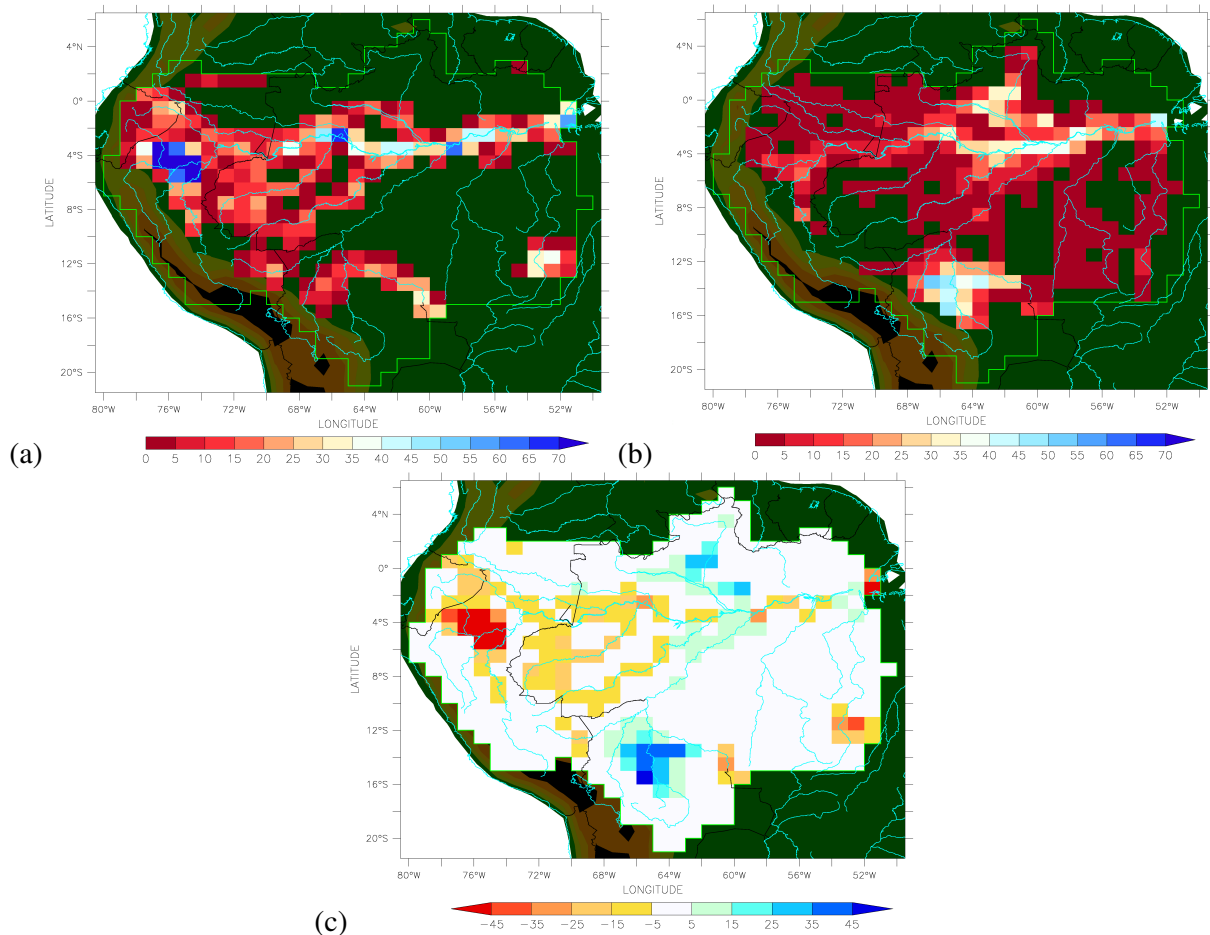 4°N
0°
4°S
8°S
12°S
16°S
20°S
LATITUDE
80°W 76°W 72°W 68°W 64°W 60°W 56°W 52°W
LONGITUDE
(a)
0 5 10 15 20 25 30 35 40 45 50 55 60 65 70
4°N
0°
4°S
8°S
12°S
16°S
20°S
LATITUDE
80°W 76°W 72°W 68°W 64°W 60°W 56°W 52°W
LONGITUDE
(b)
0 5 10 15 20 25 30 35 40 45 50 55 60 65 70
4°N
0°
4°S
8°S
12°S
16°S
20°S
LATITUDE
80°W 76°W 72°W 68°W 64°W 60°W 56°W 52°W
LONGITUDE
(c)
-45 -35 -25 -15 -5 5 15 25 35 45